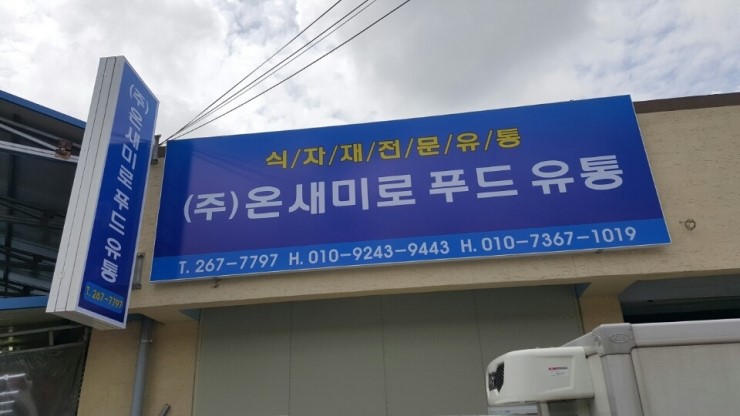 식/자/재/전/문/유/통
(주)온새미로 푸드 유통
T. 267-7797 H. 010-9243-9443 H. 010-7367-1019
(주)온새미로푸드유통
T. 267-7797